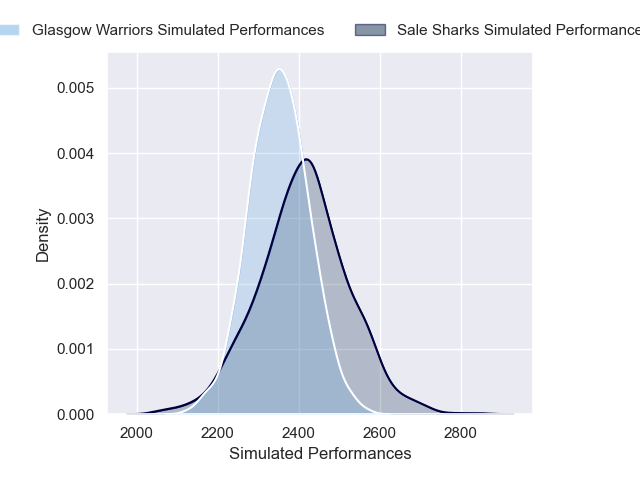 Glasgow Warriors Simulated Performances Sale Sharks Simulated Performance
0.005
0.004
0.003
0.002
0.001
0.000
Density
2000 2200 2400 2600 2800
Simulated Performances